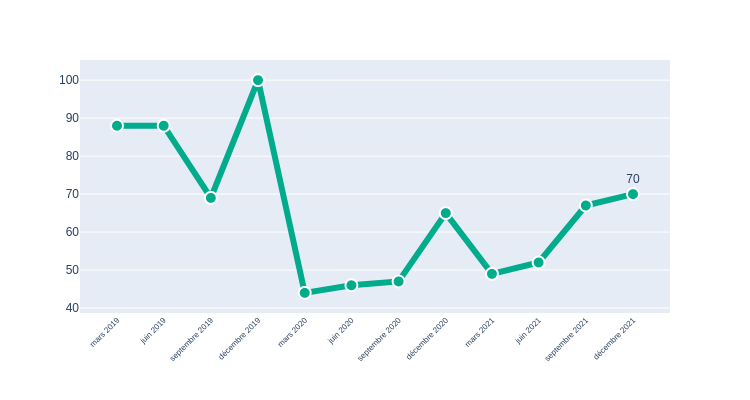 100
90
80
70
60
50
40
70
mars 2019
juin 2019
septembre 2019
décembre 2019
mars 2020
juin 2020
septembre 2020
décembre 2020
mars 2021
juin 2021
septembre 2021
décembre 2021